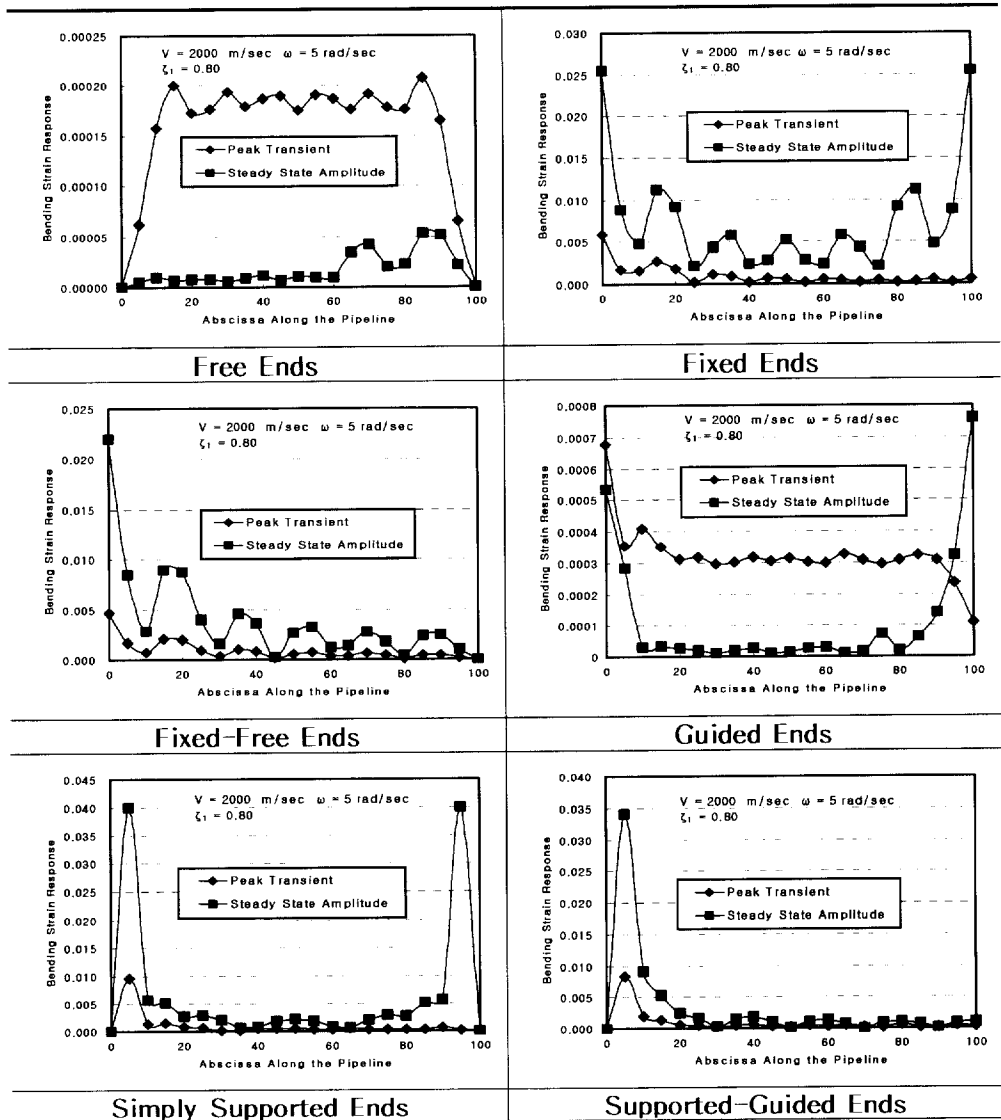 V = 2000 m/sec ω = 5 rad/sec
ζ1 = 0.80
Peak Transient
Steady State Amplitude
Bending Strain Response
0.00025
0.00020
0.00015
0.00010
0.00005
0.00000
0 20 40 60 80 100
Abscissa Along the Pipeline
Free Ends
V = 2000 m/sec ω = 5 rad/sec
ζ1 = 0.80
Peak Transient
Steady State Amplitude
Bending Strain Response
0.030
0.025
0.020
0.015
0.010
0.005
0.000
0 20 40 60 80 100
Abscissa Along the Pipeline
Fixed Ends
V = 2000 m/sec ω = 5 rad/sec
ζ1 = 0.80
Peak Transient
Steady State Amplitude
Bending Strain Response
0.025
0.020
0.015
0.010
0.005
0.000
0 20 40 60 80 100
Abscissa Along the Pipeline
Fixed-Free Ends
V = 2000 m/sec ω = 5 rad/sec
ζ1 = 0.80
Peak Transient
Steady State Amplitude
Bending Strain Response
0.0008
0.0007
0.0006
0.0005
0.0004
0.0003
0.0002
0.0001
0
0 20 40 60 80 100
Abscissa Along the Pipeline
Guided Ends
V = 2000 m/sec ω = 5 rad/sec
ζ1 = 0.80
Peak Transient
Steady State Amplitude
Bending Strain Response
0.045
0.040
0.035
0.030
0.025
0.020
0.015
0.010
0.005
0.000
0 20 40 60 80 100
Abscissa Along the Pipeline
Simply Supported Ends
V = 2000 m/sec ω = 5 rad/sec
ζ1 = 0.80
Peak Transient
Steady State Amplitude
Bending Strain Response
0.040
0.035
0.030
0.025
0.020
0.015
0.010
0.005
0.000
0 20 40 60 80 100
Abscissa Along the Pipeline
Supported-Guided Ends